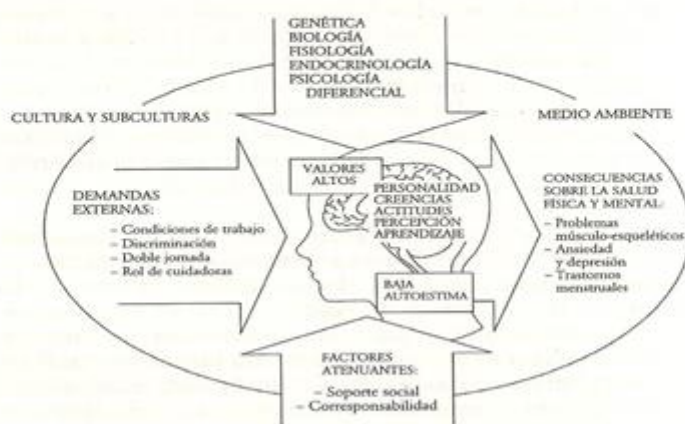 GENÉTICA
BIOLOGÍA
FISIOLOGÍA
ENDOCRINOLOGÍA
PSICOLOGÍA
DIFERENCIAL
CULTURA Y SUBCULTURAS
MEDIO AMBIENTE
DEMANDAS
EXTERNAS:
– Condiciones de trabajo
– Discriminación
– Doble jornada
– Rol de cuidadoras
VALORES
ALTOS
PERSONALIDAD
CREENCIAS
ACTITUDES
PERCEPCIÓN
APRENDIZAJE
BAJA
AUTOESTIMA
CONSECUENCIAS
SOBRE LA SALUD
FÍSICA Y MENTAL:
– Problemas
músculo-esqueléticos
– Ansiedad
y depresión
– Trastornos
menstruales
FACTORES
ATENUANTES:
– Soporte social
– Corresponsabilidad